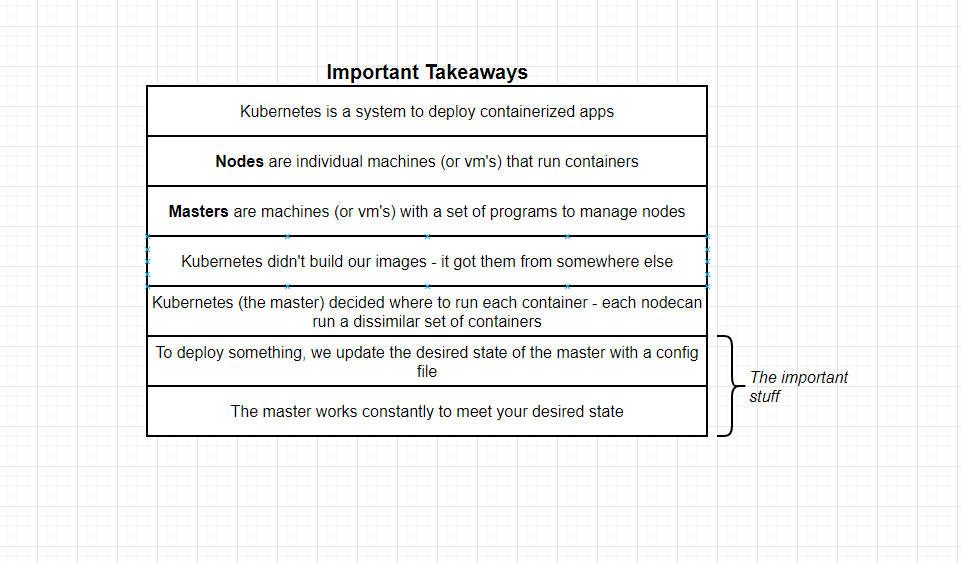 Important Takeaways
Kubernetes is a system to deploy containerized apps
Nodes are individual machines (or vm's) that run containers
Masters are machines (or vm's) with a set of programs to manage nodes
Kubernetes didn't build our images - it got them from somewhere else
Kubernetes (the master) decided where to run each container - each nodecan
run a dissimilar set of containers
To deploy something, we update the desired state of the master with a config
file
The master works constantly to meet your desired state
The important
stuff